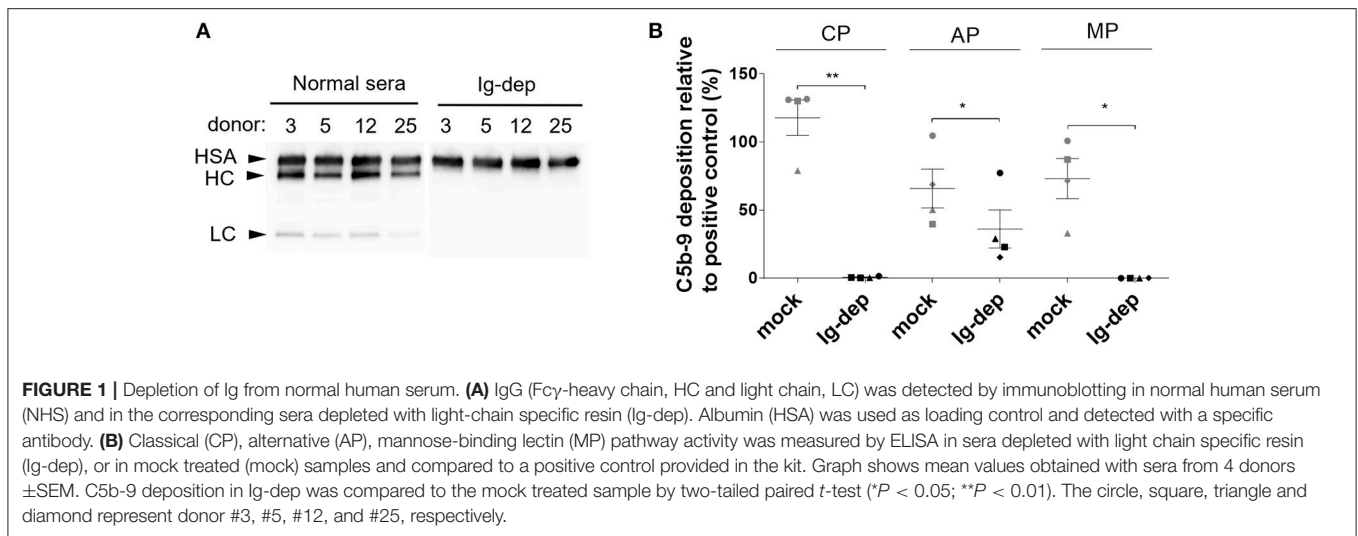 A
Normal sera Ig-dep
donor: 3 5 12 25 3 5 12 25
HSA
HC
LC
B
CP AP MP
C5b-9 deposition relative
to positive control (%)
150
100
50
0
** * *
mock Ig-dep mock Ig-dep mock Ig-dep
FIGURE 1 | Depletion of Ig from normal human serum. (A) IgG (Fcγ-heavy chain, HC and light chain, LC) was detected by immunoblotting in normal human serum
(NHS) and in the corresponding sera depleted with light-chain specific resin (Ig-dep). Albumin (HSA) was used as loading control and detected with a specific
antibody. (B) Classical (CP), alternative (AP), mannose-binding lectin (MP) pathway activity was measured by ELISA in sera depleted with light chain specific resin
(Ig-dep), or in mock treated (mock) samples and compared to a positive control provided in the kit. Graph shows mean values obtained with sera from 4 donors
±SEM. C5b-9 deposition in Ig-dep was compared to the mock treated sample by two-tailed paired t-test (*P < 0.05; **P < 0.01). The circle, square, triangle and
diamond represent donor #3, #5, #12, and #25, respectively.